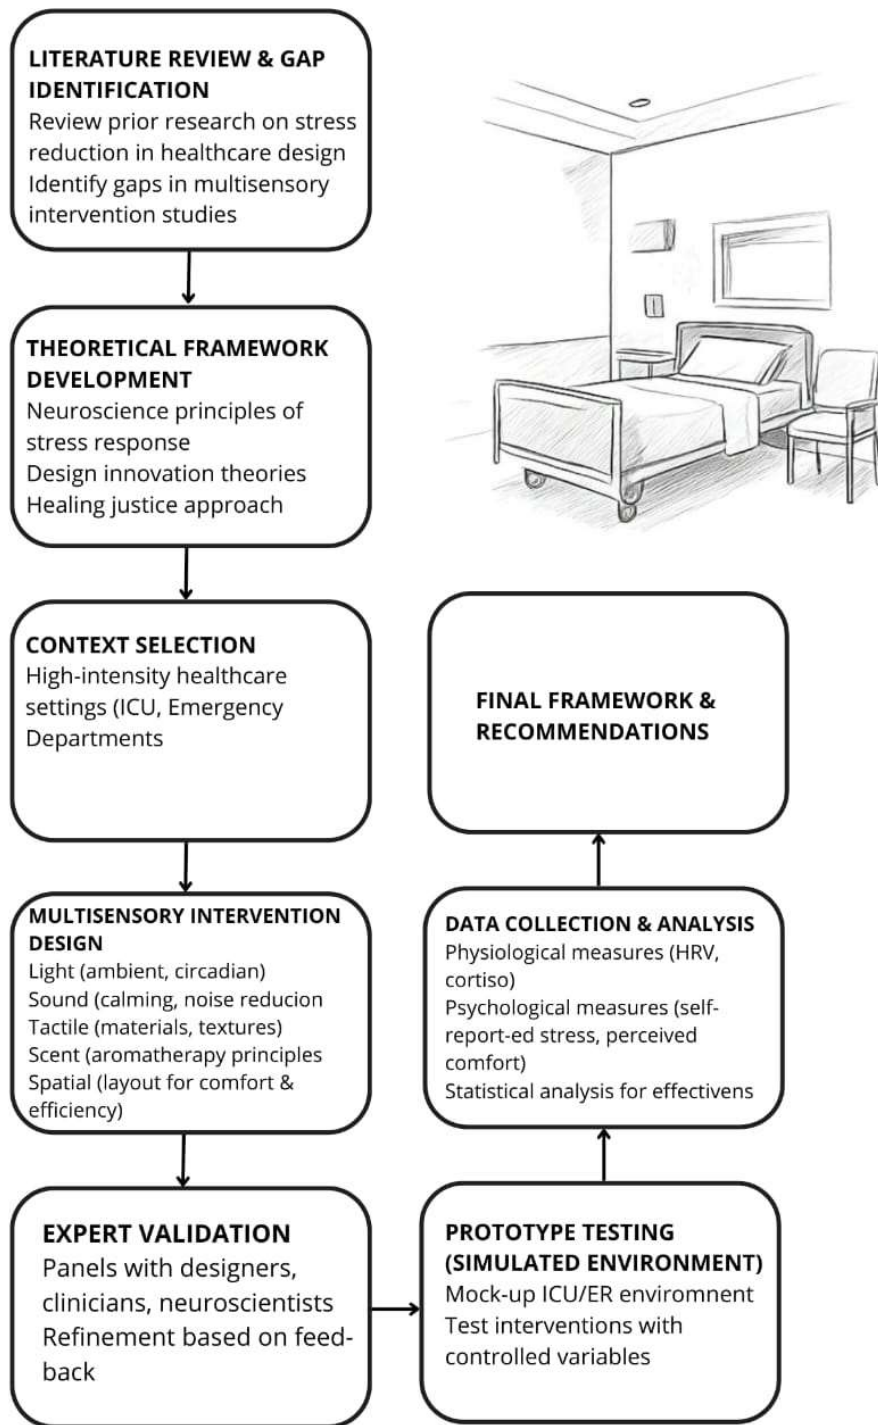 LITERATURE REVIEW & GAP
IDENTIFICATION
Review prior research on stress
reduction in healthcare design
Identify gaps in multisensory
intervention studies
THEORETICAL FRAMEWORK
DEVELOPMENT
Neuroscience principles of
stress response
Design innovation theories
Healing justice approach
CONTEXT SELECTION
High-intensity healthcare
settings (ICU, Emergency
Departments
MULTISENSORY INTERVENTION
DESIGN
Light (ambient, circadian)
Sound (calming, noise reducion
Tactile (materials, textures)
Scent (aromatherapy principles
Spatial (layout for comfort &
efficiency)
EXPERT VALIDATION
Panels with designers,
clinicians, neuroscientists
Refinement based on feed-
back
PROTOTYPE TESTING
(SIMULATED ENVIRONMENT)
Mock-up ICU/ER enviromnent
Test interventions with
controlled variables
DATA COLLECTION & ANALYSIS
Physiological measures (HRV,
cortiso)
Psychological measures (self-
report-ed stress, perceived
comfort)
Statistical analysis for effectivens
FINAL FRAMEWORK &
RECOMMENDATIONS